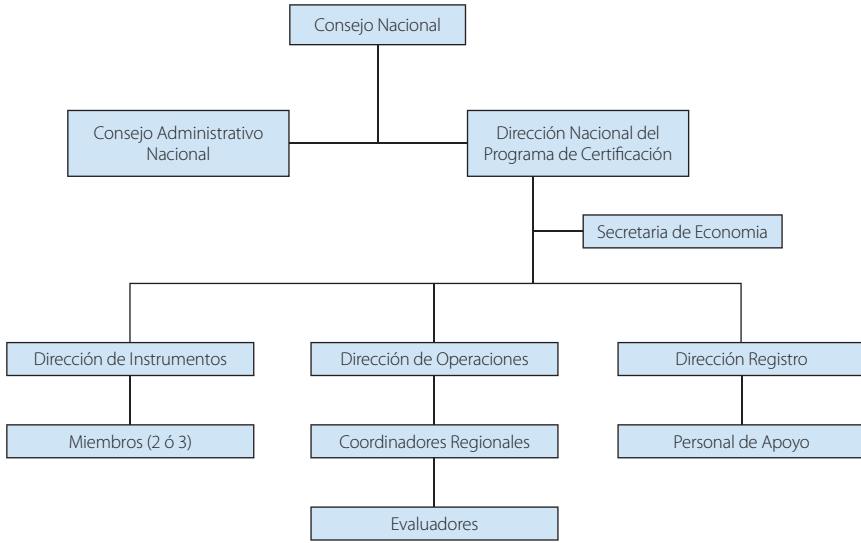 Consejo Nacional
Consejo Administrativo
Nacional
Dirección Nacional del
Programa de Certificación
Secretaria de Economia
Dirección de Instrumentos
Dirección de Operaciones
Dirección Registro
Miembros (2 ó 3)
Coordinadores Regionales
Personal de Apoyo
Evaluadores